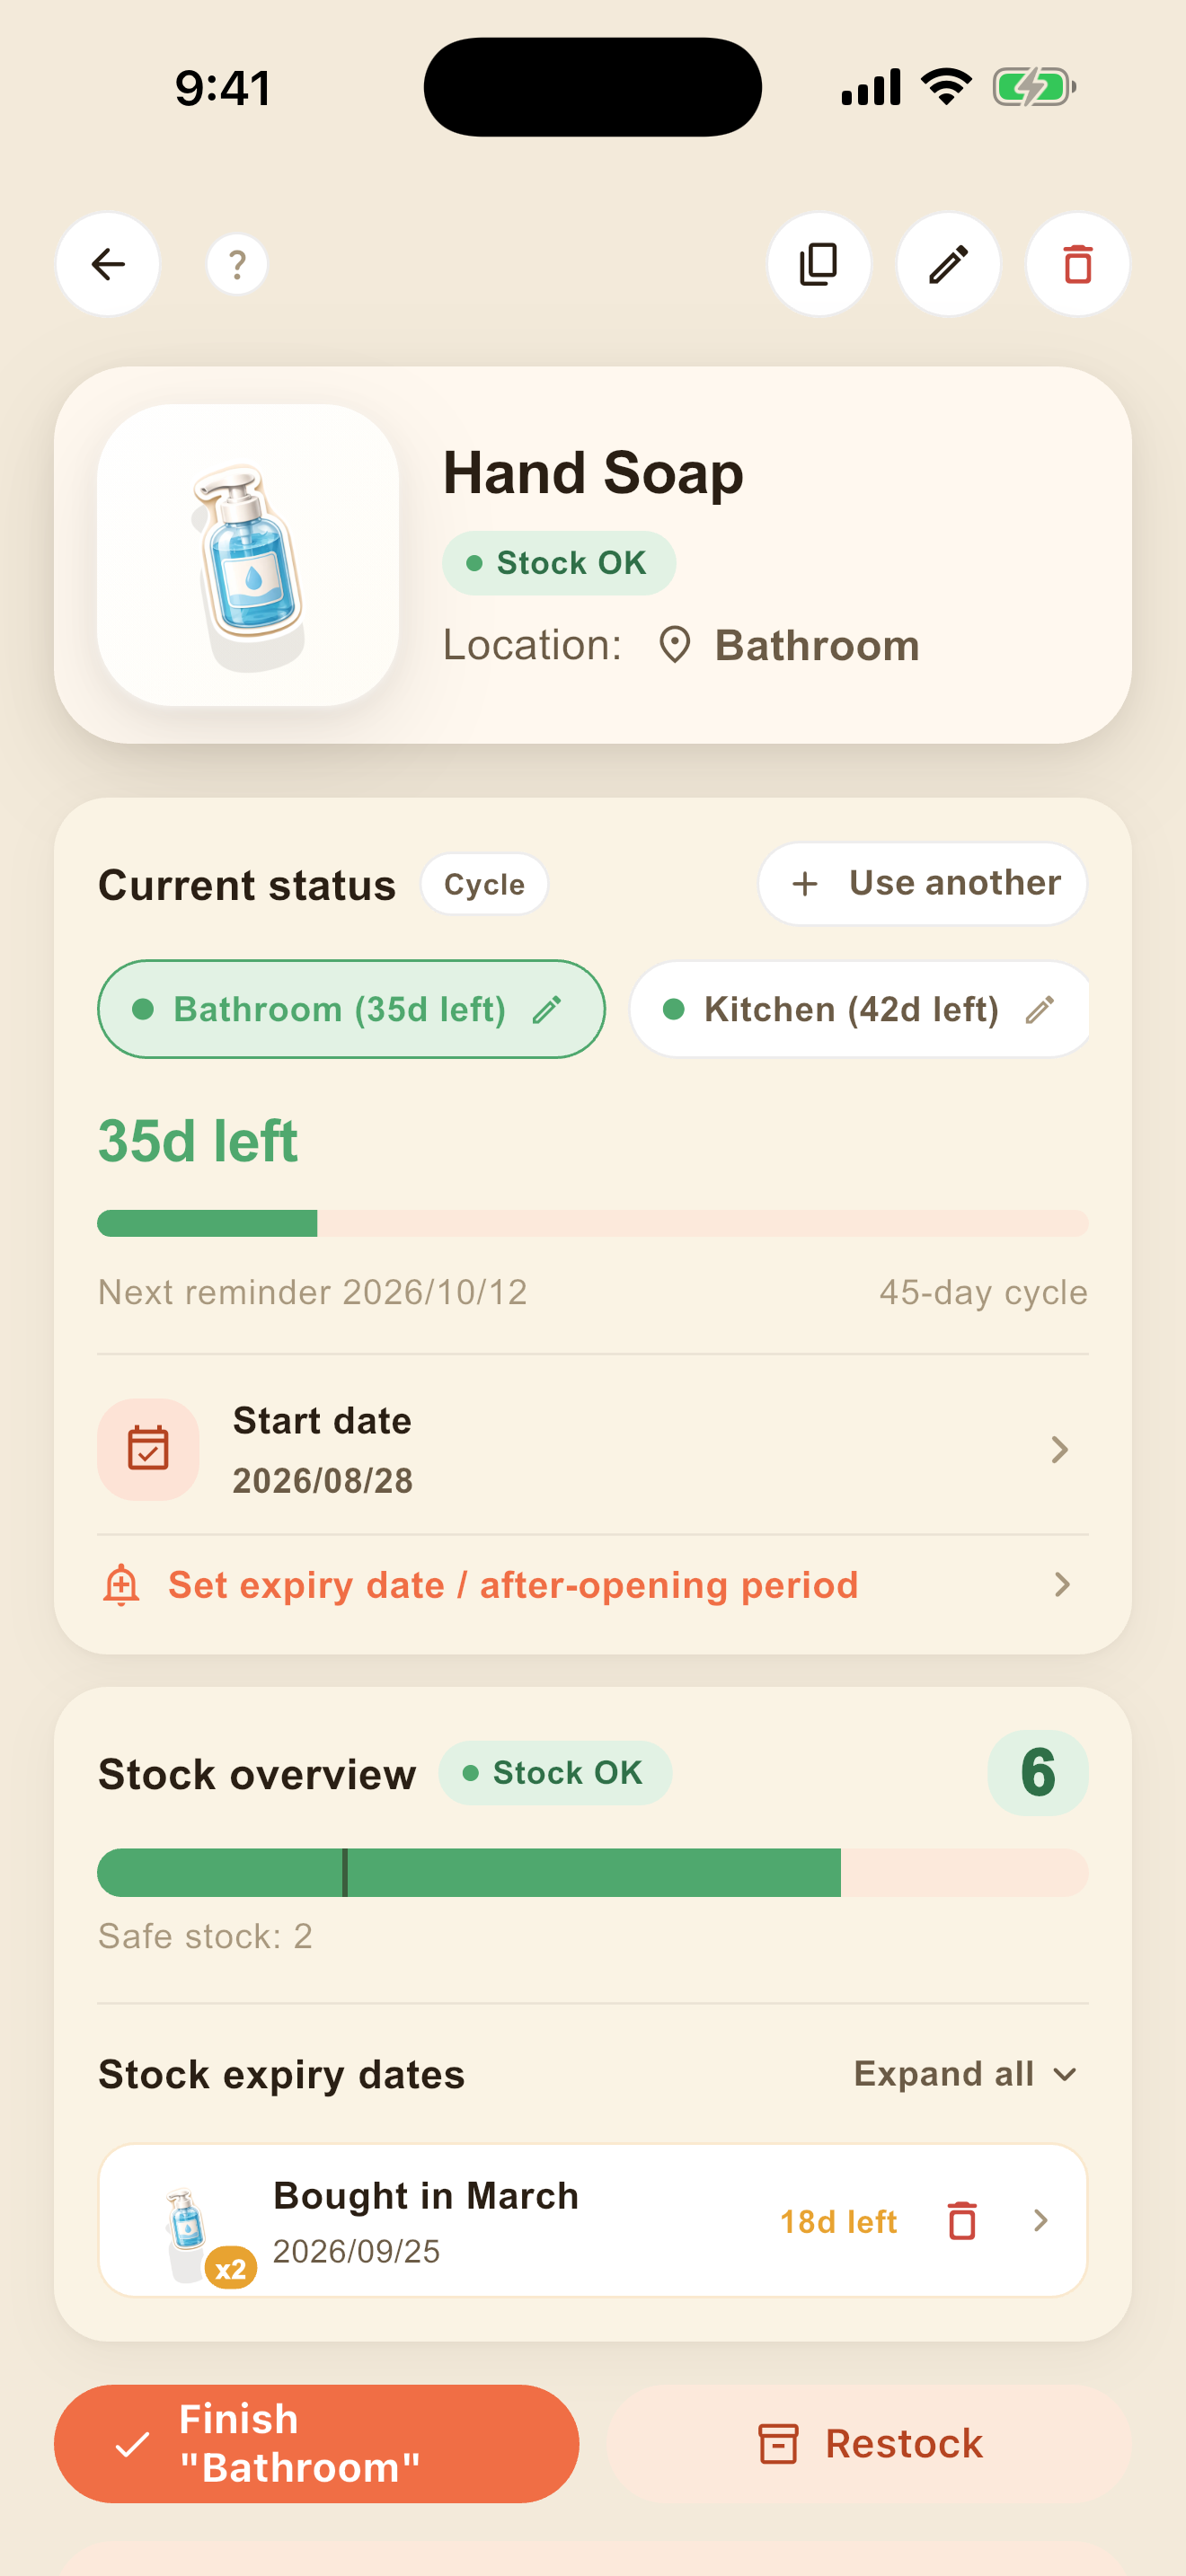 9:41
?
Hand Soap
Stock OK
Location: Bathroom
Current status
Cycle
+ Use another
Bathroom (35d left)
Kitchen (42d left)
35d left
Next reminder 2026/10/12
45-day cycle
Start date
2026/08/28
Set expiry date / after-opening period
Stock overview
Stock OK
6
Safe stock: 2
Stock expiry dates
Expand all
Bought in March
2026/09/25
x2
18d left
Finish
"Bathroom"
Restock